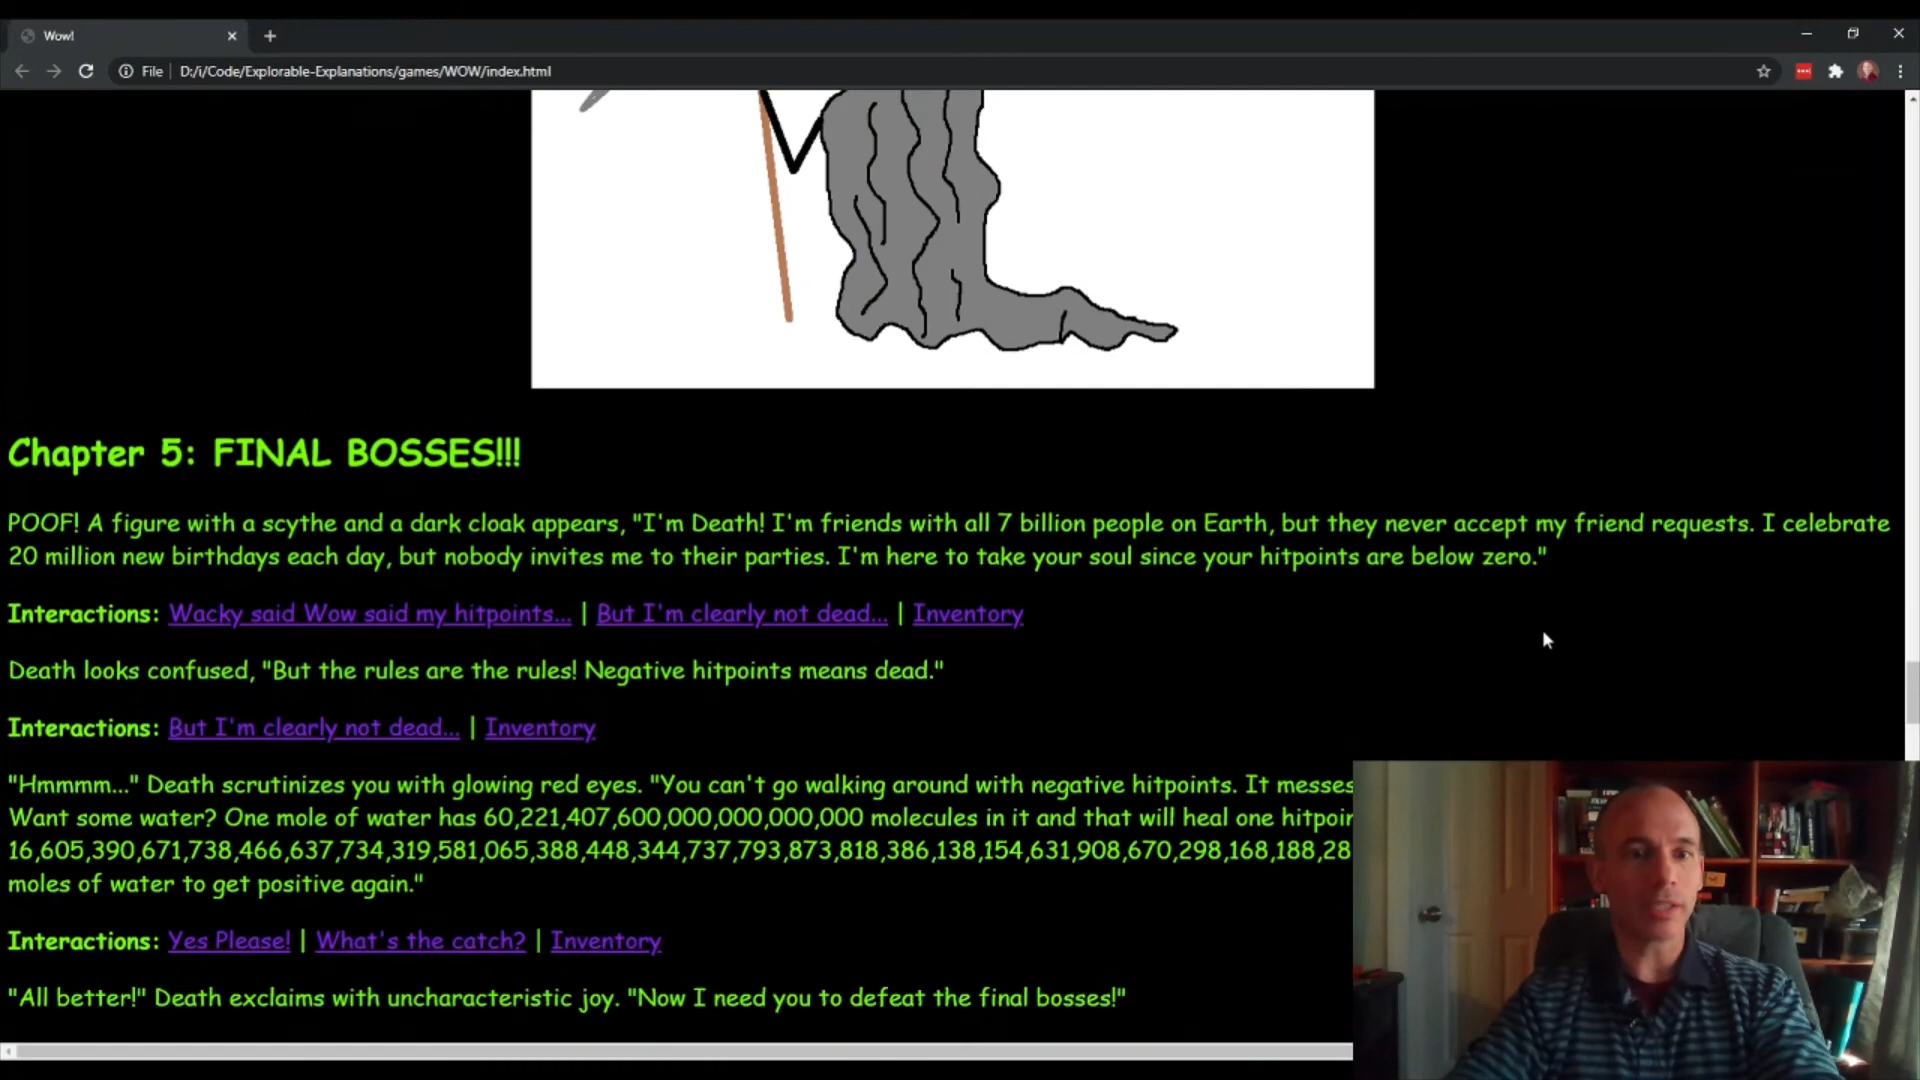 Wow!
File D:/i/Code/Explorable-Explanations/games/WOW/index.html
Chapter 5: FINAL BOSSES!!!
POOF! A figure with a scythe and a dark cloak appears, "I'm Death! I'm friends with all 7 billion people on Earth, but they never accept my friend requests. I celebrate
20 million new birthdays each day, but nobody invites me to their parties. I'm here to take your soul since your hitpoints are below zero."
Interactions: Wacky said Wow said my hitpoints... | But I'm clearly not dead... | Inventory
Death looks confused, "But the rules are the rules! Negative hitpoints means dead."
Interactions: But I'm clearly not dead... | Inventory
"Hmmmm..." Death scrutinizes you with glowing red eyes. "You can't go walking around with negative hitpoints. It messes
Want some water? One mole of water has 60,221,407,600,000,000,000,000 molecules in it and that will heal one hitpoin
16,605,390,671,738,466,637,734,319,581,065,388,448,344,737,793,873,818,386,138,154,631,908,670,298,168,188,28
moles of water to get positive again."
Interactions: Yes Please! | What's the catch? | Inventory
"All better!" Death exclaims with uncharacteristic joy. "Now I need you to defeat the final bosses!"